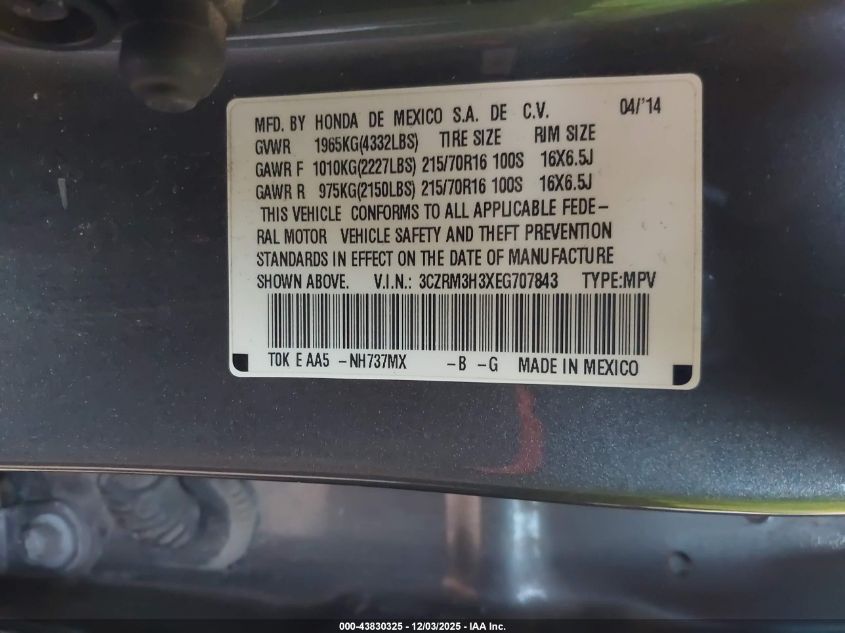 MFD. BY HONDA DE MEXICO S.A. DE C.V. 04/'14
GVWR 1965KG(4332LBS) TIRE SIZE RIM SIZE
GAWR F 1010KG(2227LBS) 215/70R16 100S 16X6.5J
GAWR R 975KG(2150LBS) 215/70R16 100S 16X6.5J
THIS VEHICLE CONFORMS TO ALL APPLICABLE FEDE-
RAL MOTOR VEHICLE SAFETY AND THEFT PREVENTION
STANDARDS IN EFFECT ON THE DATE OF MANUFACTURE
SHOWN ABOVE. V.I.N.: 3CZRM3H3XEG707843 TYPE:MPV
T0K E AA5 -NH737MX -B -G MADE IN MEXICO
000-43830325 - 12/03/2025 - IAA Inc.